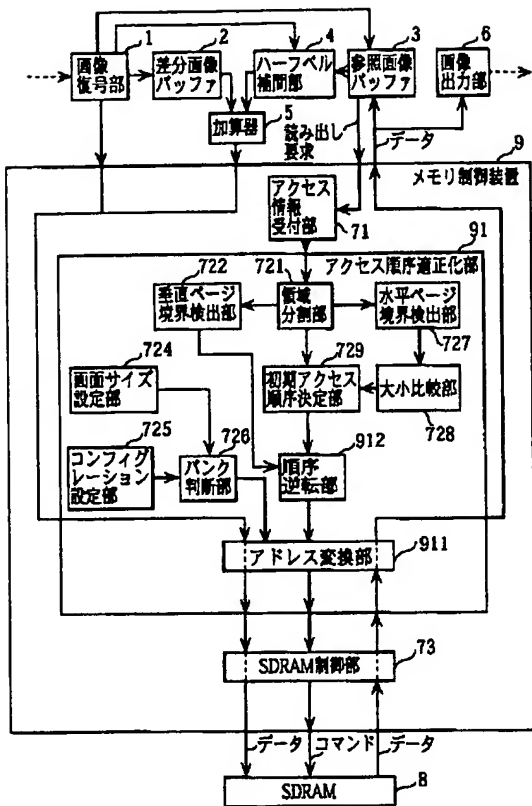 1
画像
復号部
2
差分画像
バッファ
4
ハーフペル
補間部
3
参照画像
バッファ
6
画像
出力部
5
加算器
読み出し
要求
データ
9
メモリ制御装置
アクセス
情報
受付部
71
91
アクセス順序適正化部
722
垂直ページ
境界検出部
721
領域
分割部
水平ページ
境界検出部
727
724
画面サイズ
設定部
729
初期アクセス
順序決定部
大小比較部
728
725
コンフィグ
レーション
設定部
726
バンク
判断部
912
順序
逆転部
アドレス変換部
911
SDRAM制御部
73
データ
コマンド
データ
SDRAM
8